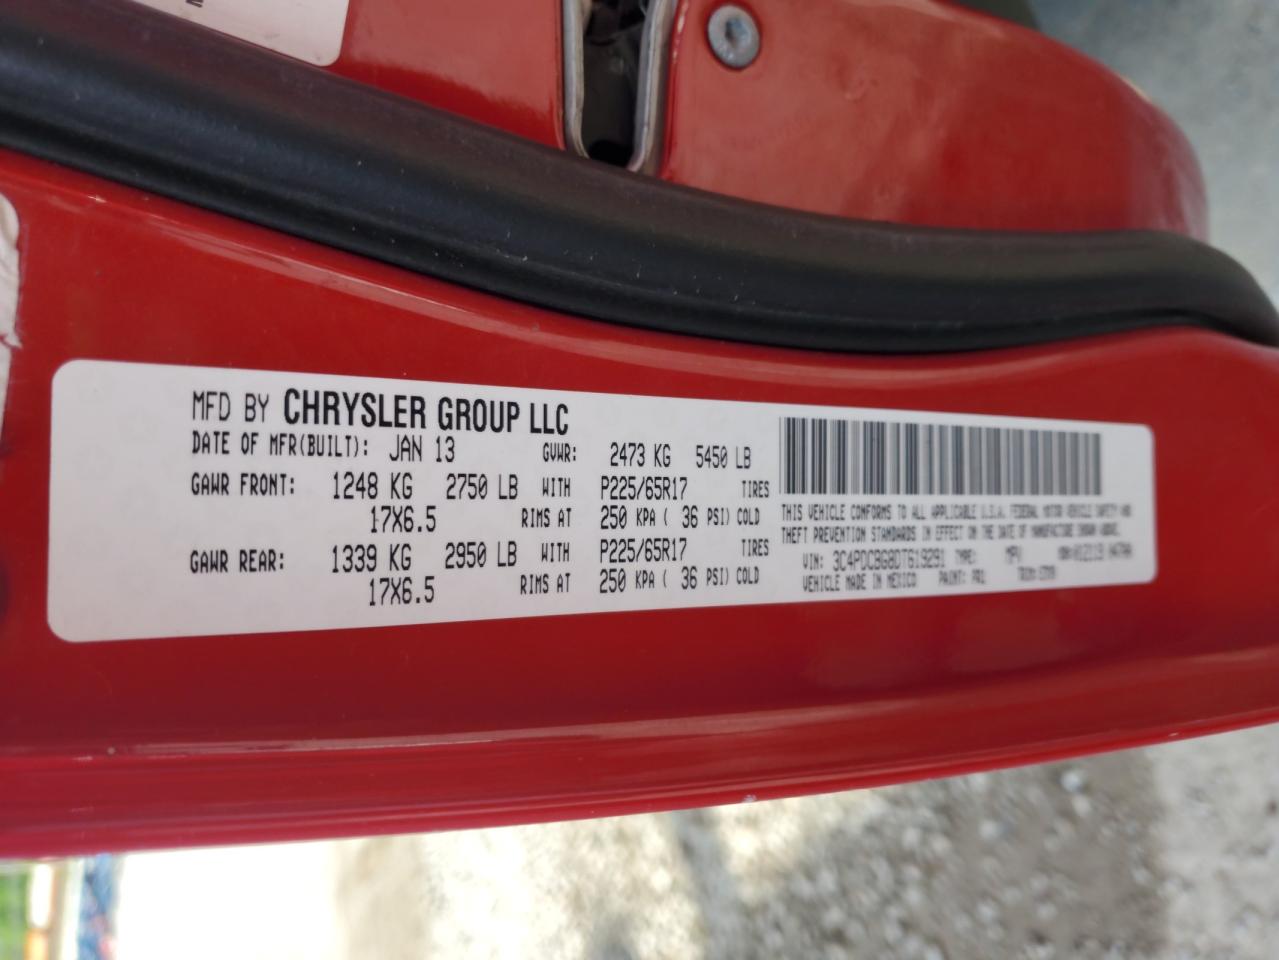 MFD BY CHRYSLER GROUP LLC
DATE OF MFR(BUILT): JAN 13 GVWR: 2473 KG 5450 LB
GAWR FRONT: 1248 KG 2750 LB WITH P225/65R17 TIRES
17X6.5 RIMS AT 250 KPA ( 36 PSI) COLD
GAWR REAR: 1339 KG 2950 LB WITH P225/65R17 TIRES
17X6.5 RIMS AT 250 KPA ( 36 PSI) COLD
THIS VEHICLE CONFORMS TO ALL APPLICABLE U.S.A. FEDERAL MOTOR VEHICLE SAFETY AND
THEFT PREVENTION STANDARDS IN EFFECT ON THE DATE OF MANUFACTURE SHOWN ABOVE.
VIN: 3C4PDCBG8DT619291 TYPE: MPV
VEHICLE MADE IN MEXICO PAINT: PR1 TRIM: